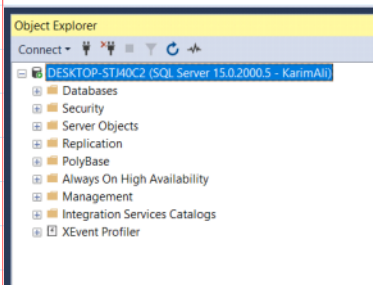 Object Explorer
Connect
DESKTOP-STJ40C2 (SQL Server 15.0.2000.5 - KarimAli)
Databases
Security
Server Objects
Replication
PolyBase
Always On High Availability
Management
Integration Services Catalogs
XEvent Profiler